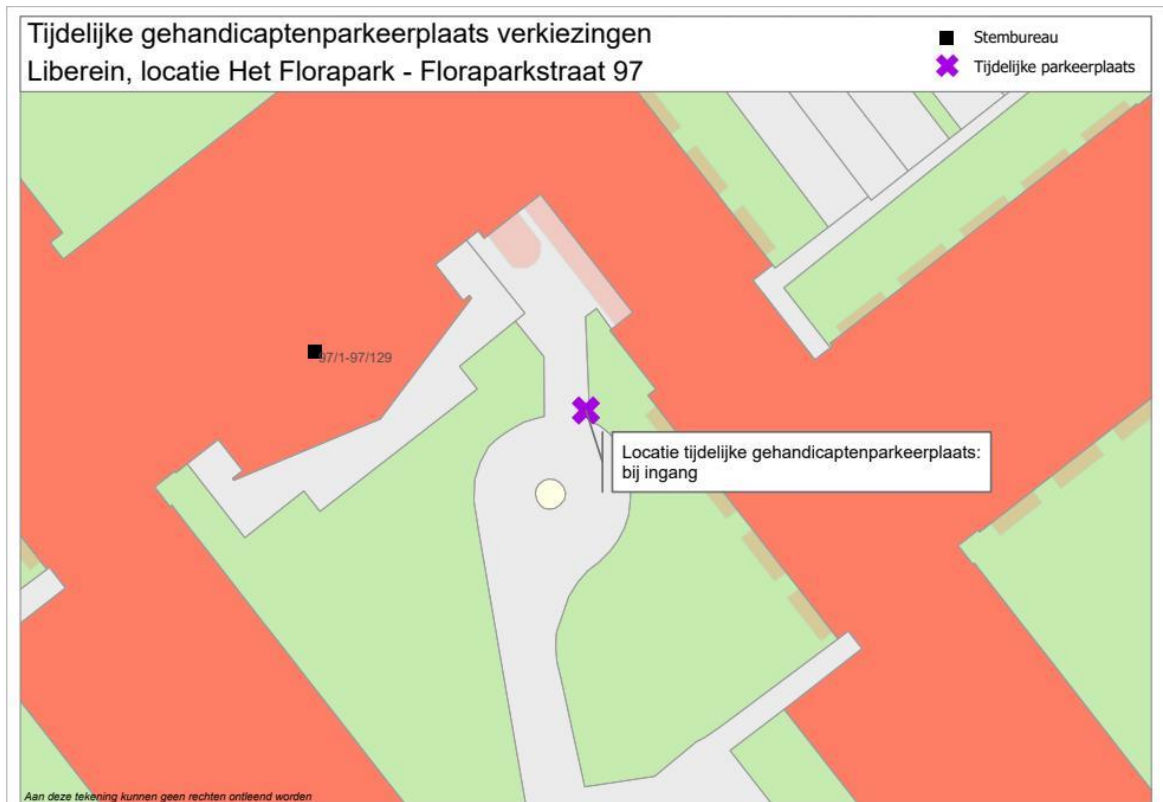 Tijdelijke gehandicaptenparkeerplaats verkiezingen
Liberein, locatie Het Florapark - Floraparkstraat 97
Stembureau
Tijdelijke parkeerplaats
97/1-97/129
Locatie tijdelijke gehandicaptenparkeerplaats:
bij ingang
Aan deze tekening kunnen geen rechten ontleend worden